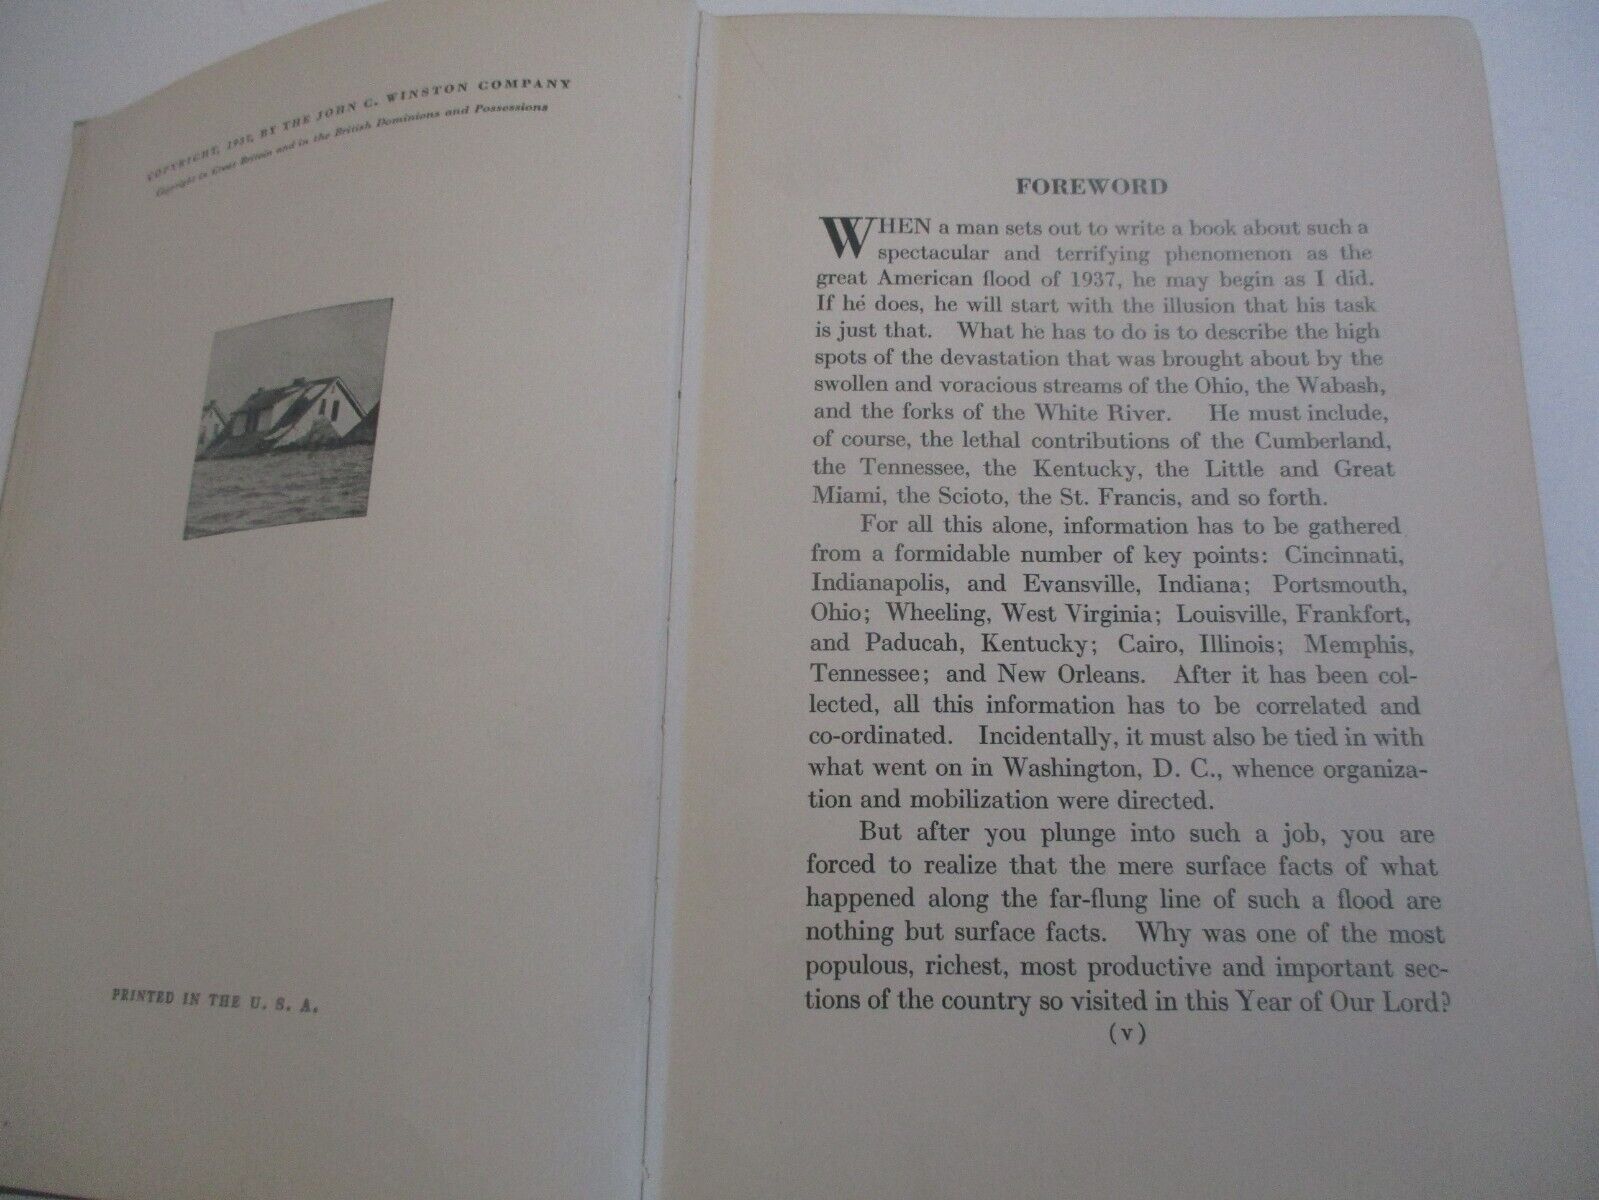 COPYRIGHT, 1937, BY THE JOHN C. WINSTON COMPANY
Copyright in Great Britain and in the British Dominions and Possessions
PRINTED IN THE U. S. A.
FOREWORD
WHEN a man sets out to write a book about such a
spectacular and terrifying phenomenon as the
great American flood of 1937, he may begin as I did.
If he does, he will start with the illusion that his task
is just that. What he has to do is to describe the high
spots of the devastation that was brought about by the
swollen and voracious streams of the Ohio, the Wabash,
and the forks of the White River. He must include,
of course, the lethal contributions of the Cumberland,
the Tennessee, the Kentucky, the Little and Great
Miami, the Scioto, the St. Francis, and so forth.
For all this alone, information has to be gathered
from a formidable number of key points: Cincinnati,
Indianapolis, and Evansville, Indiana; Portsmouth,
Ohio; Wheeling, West Virginia; Louisville, Frankfort,
and Paducah, Kentucky; Cairo, Illinois; Memphis,
Tennessee; and New Orleans. After it has been col-
lected, all this information has to be correlated and
co-ordinated. Incidentally, it must also be tied in with
what went on in Washington, D. C., whence organiza-
tion and mobilization were directed.
But after you plunge into such a job, you are
forced to realize that the mere surface facts of what
happened along the far-flung line of such a flood are
nothing but surface facts. Why was one of the most
populous, richest, most productive and important sec-
tions of the country so visited in this Year of Our Lord?
(v)